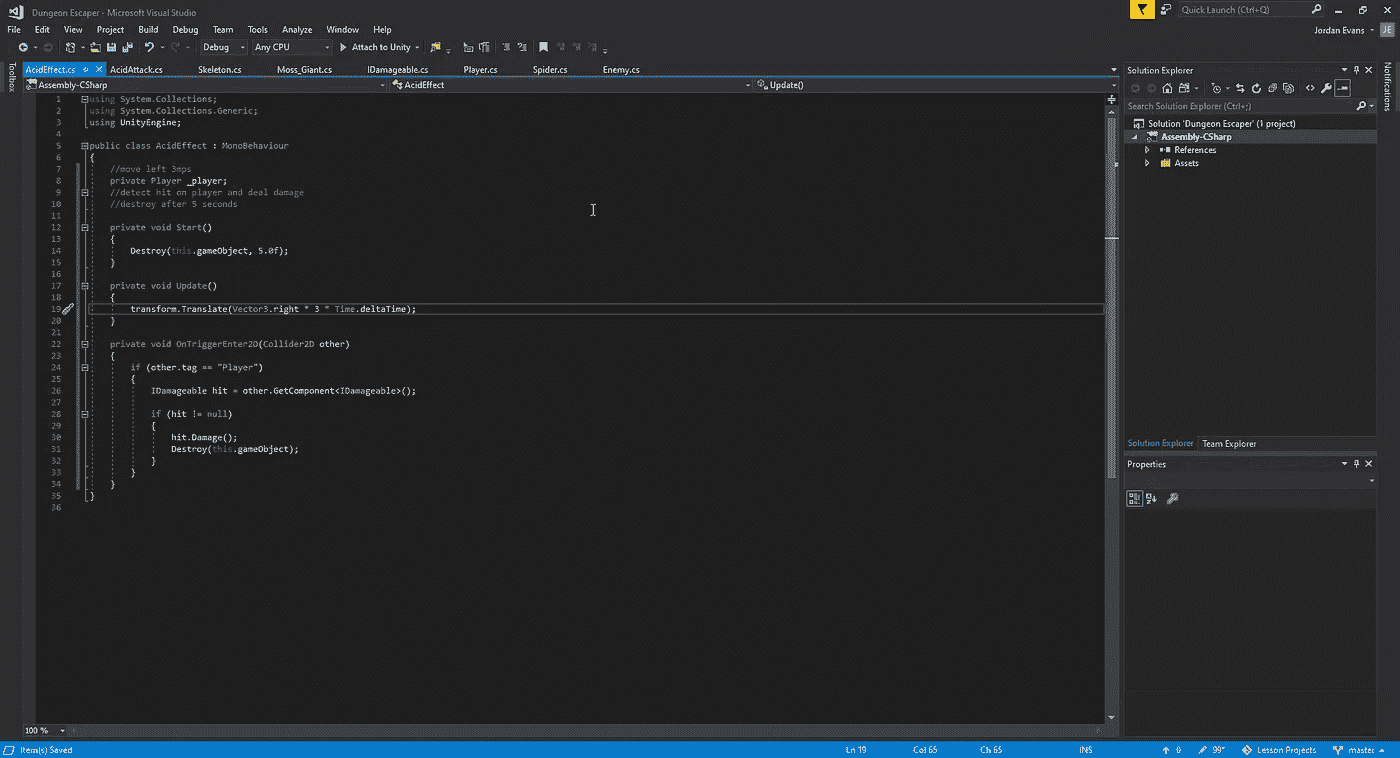 Dungeon Escaper - Microsoft Visual Studio
Quick Launch (Ctrl+Q)
File Edit View Project Build Debug Team Tools Analyze Window Help
Jordan Evans JE
Debug Any CPU Attach to Unity
Toolbox
Notifications
AcidEffect.cs AcidAttack.cs Skeleton.cs Moss_Giant.cs IDamageable.cs Player.cs Spider.cs Enemy.cs
Assembly-CSharp AcidEffect Update()
1 using System.Collections;
2 using System.Collections.Generic;
3 using UnityEngine;
4
5 public class AcidEffect : MonoBehaviour
6 {
7 //move left 3mps
8 private Player _player;
9 //detect hit on player and deal damage
10 //destroy after 5 seconds
11
12 private void Start()
13 {
14 Destroy(this.gameObject, 5.0f);
15 }
16
17 private void Update()
18 {
19 transform.Translate(Vector3.right * 3 * Time.deltaTime);
20 }
21
22 private void OnTriggerEnter2D(Collider2D other)
23 {
24 if (other.tag == "Player")
25 {
26 IDamageable hit = other.GetComponent<IDamageable>();
27
28 if (hit != null)
29 {
30 hit.Damage();
31 Destroy(this.gameObject);
32 }
33 }
34 }
35 }
36
100 %
Solution Explorer
Search Solution Explorer (Ctrl+;)
Solution 'Dungeon Escaper' (1 project)
Assembly-CSharp
References
Assets
Solution Explorer Team Explorer
Properties
Item(s) Saved Ln 19 Col 65 Ch 65 INS 0 99* Lesson Projects master